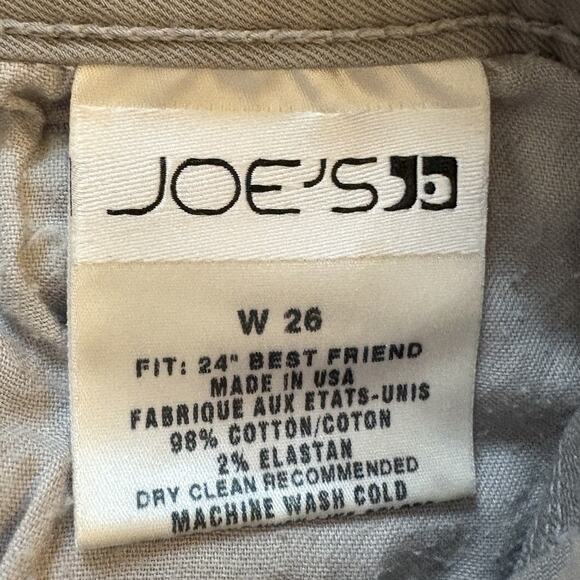 JOE'S
W 26
FIT: 24" BEST FRIEND
MADE IN USA
FABRIQUE AUX ETATS-UNIS
98% COTTON/COTON
2% ELASTAN
DRY CLEAN RECOMMENDED
MACHINE WASH COLD